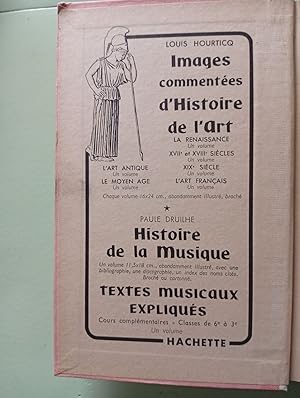 LOUIS HOURTICQ
Images
commentées
d'Histoire
de l'Art
LA RENAISSANCE
Un volume
XVIIe et XVIIIe SIÈCLES
Un volume
L'ART ANTIQUE XIXe SIÈCLE
Un volume Un volume
LE MOYEN AGE L'ART FRANÇAIS
Un volume Un volume
Chaque volume 16x24 cm., abondamment illustré, broché
★
PAULE DRUILHE
Histoire
de la Musique
Un volume 11,5x18 cm., abondamment illustré, avec une
bibliographie, une discographie, un index des noms cités.
Broché ou cartonné.
TEXTES MUSICAUX
EXPLIQUÉS
Cours complémentaires - Classes de 6e à 3e
Un volume
HACHETTE